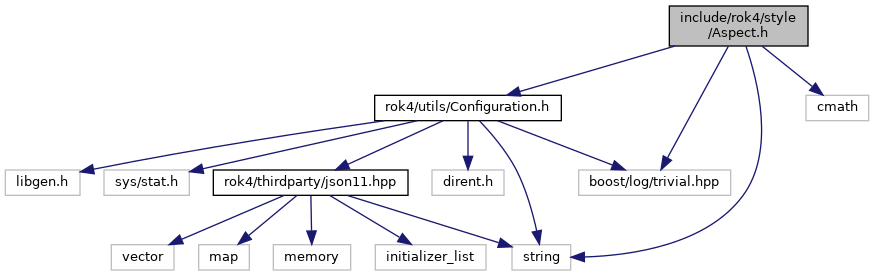 include/rok4/style
/Aspect.h
rok4/utils/Configuration.h
cmath
libgen.h
sys/stat.h
rok4/thirdparty/json11.hpp
dirent.h
boost/log/trivial.hpp
vector
map
memory
initializer_list
string